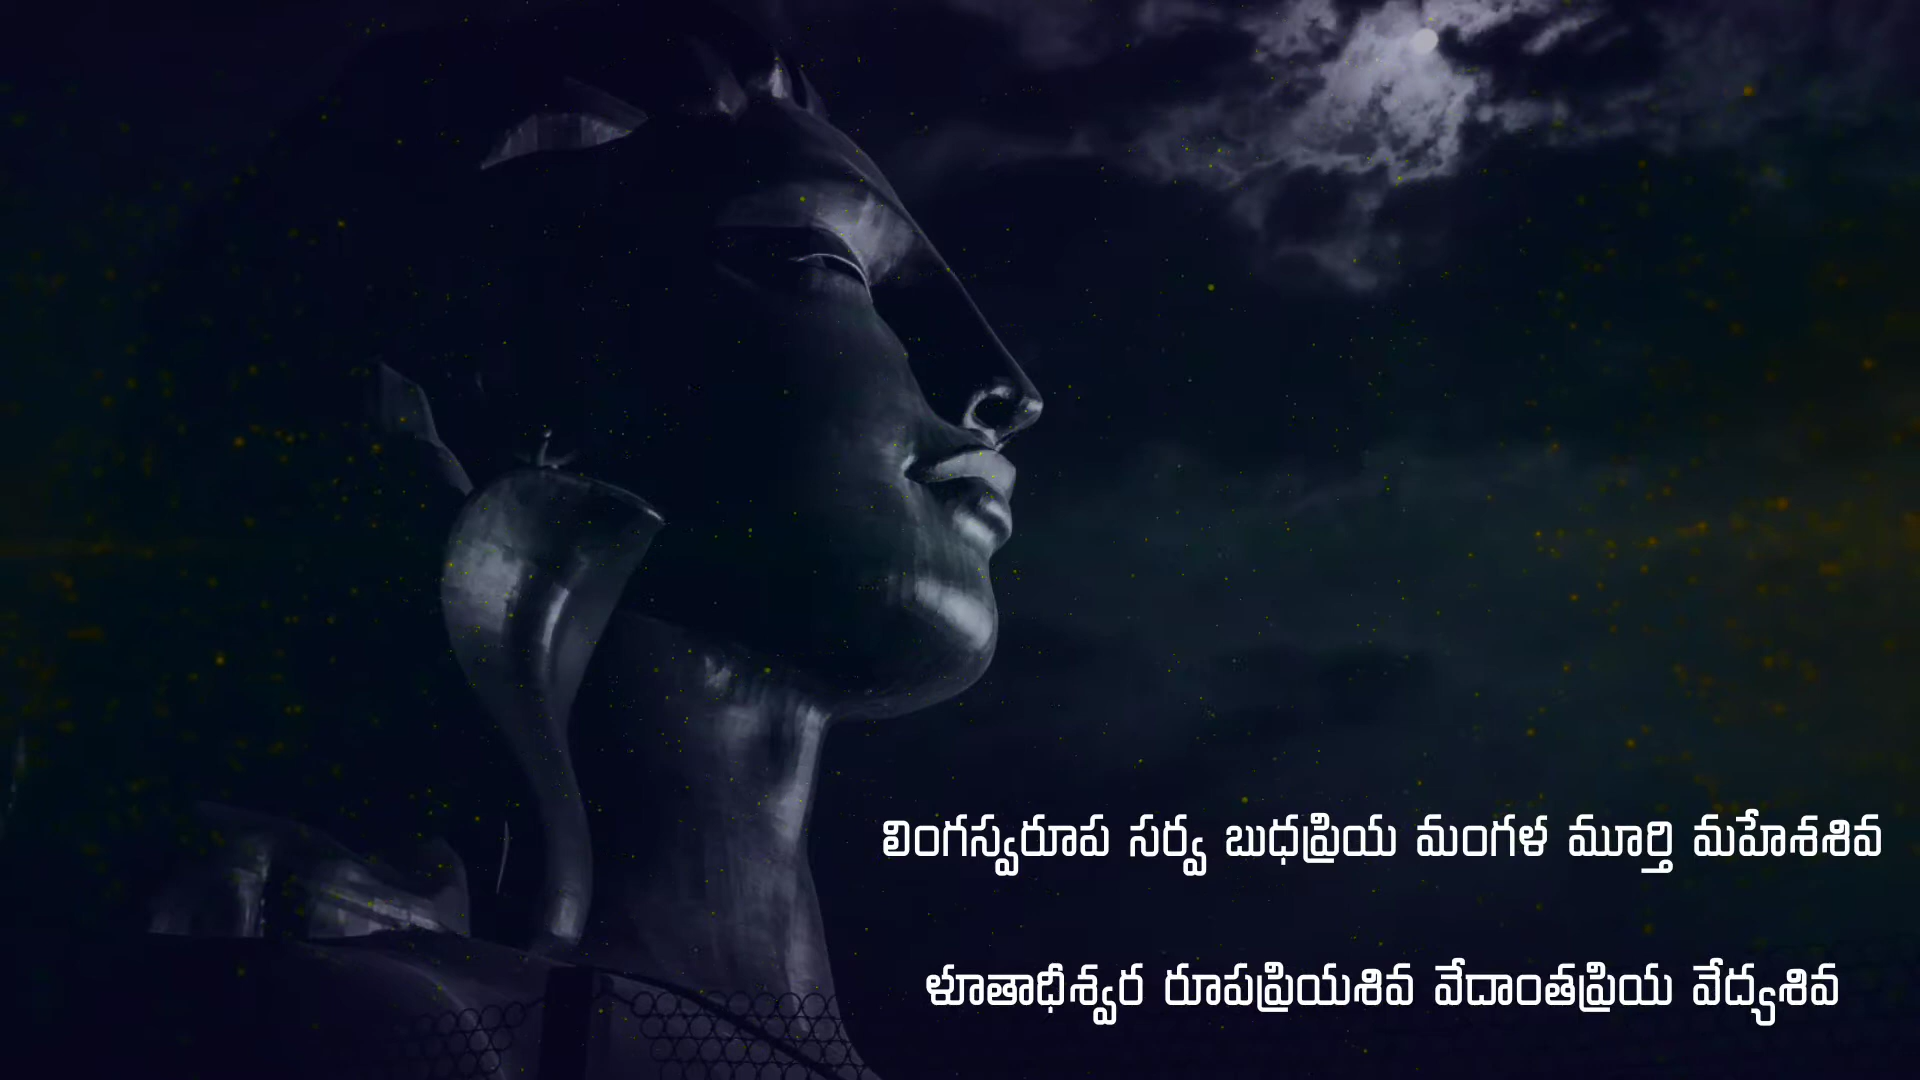 లింగస్వరూప సర్వ బుధప్రియ మంగళ మూర్తి మహేశశివ
ళూతాధీశ్వర రూపప్రియశివ వేదాంతప్రియ వేద్యశివ